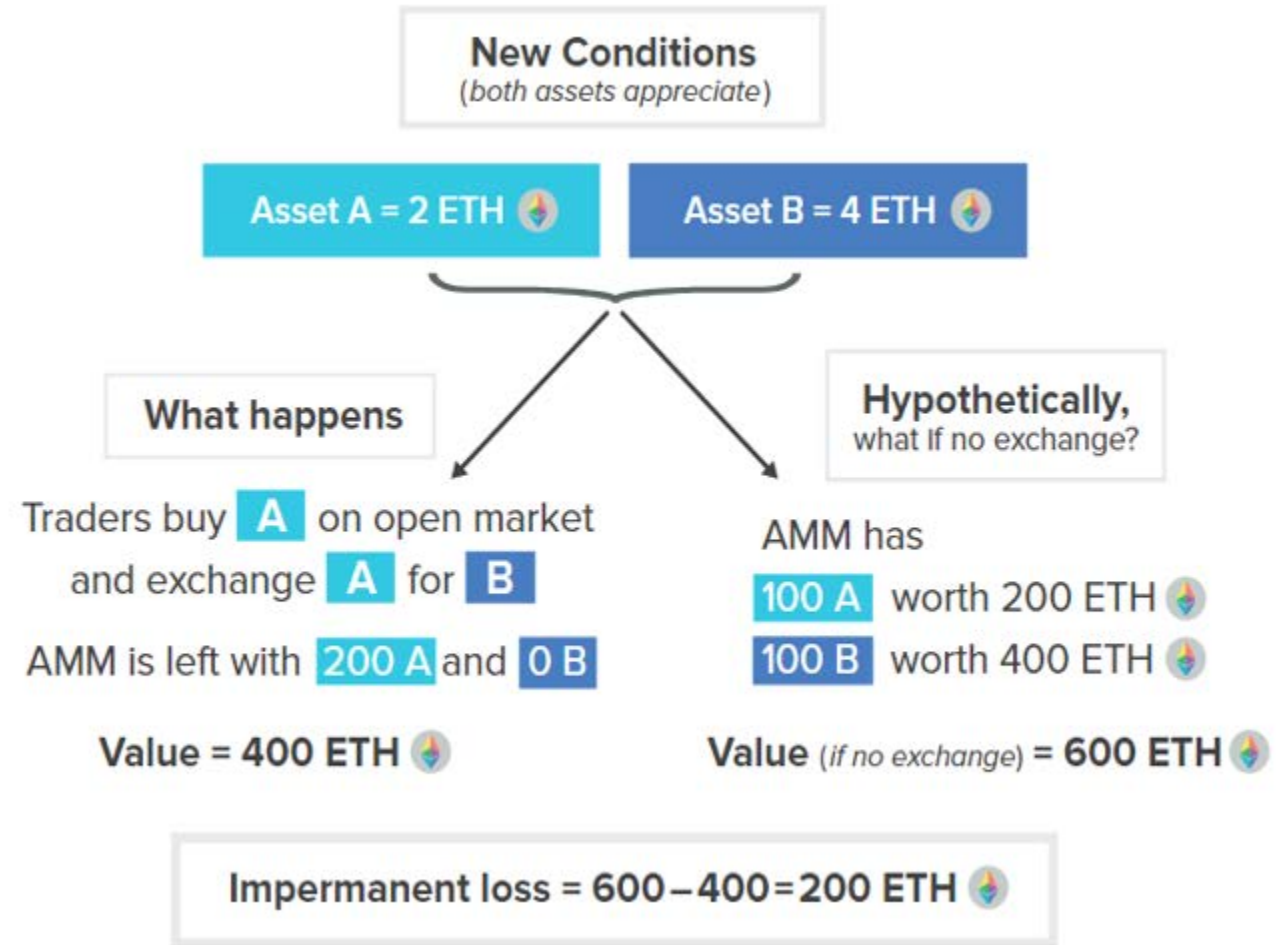 New Conditions
(both assets appreciate)
Asset A = 2 ETH
Asset B = 4 ETH
What happens
Traders buy A on open market
and exchange A for B
AMM is left with 200 A and 0 B
Value = 400 ETH
Hypothetically,
what If no exchange?
AMM has
100 A worth 200 ETH
100 B worth 400 ETH
Value (if no exchange) = 600 ETH
Impermanent loss = 600–400=200 ETH